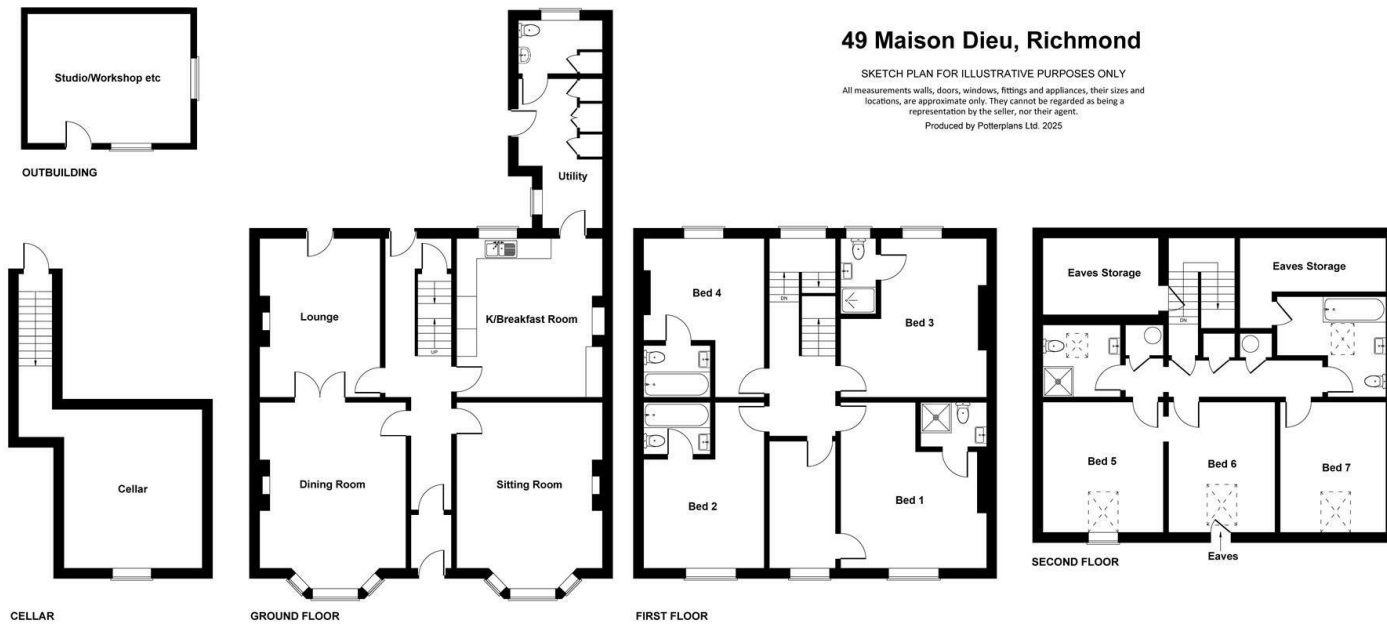 49 Maison Dieu, Richmond
SKETCH PLAN FOR ILLUSTRATIVE PURPOSES ONLY
All measurements walls, doors, windows, fittings and appliances, their sizes and
locations, are approximate only. They cannot be regarded as being a
representation by the seller, nor their agent.
Produced by Potterplans Ltd. 2025
Studio/Workshop etc
OUTBUILDING
Cellar
CELLAR
Utility
Lounge
UP
K/Breakfast Room
Dining Room
Sitting Room
GROUND FLOOR
Bed 4
DN
Bed 3
Bed 2
Bed 1
FIRST FLOOR
Eaves Storage
DN
Eaves Storage
Bed 5
Bed 6
Bed 7
Eaves
SECOND FLOOR